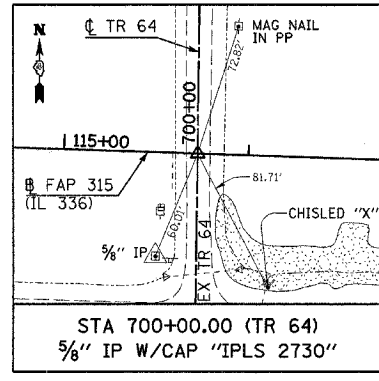 N
℄ TR 64
MAG NAIL
IN PP
72.82'
700+00
115+00
81.71'
B FAP 315
(IL 336)
60.01'
CHISLED "X"
5/8" IP
EX TR 64
STA 700+00.00 (TR 64)
5/8" IP W/CAP "IPLS 2730"